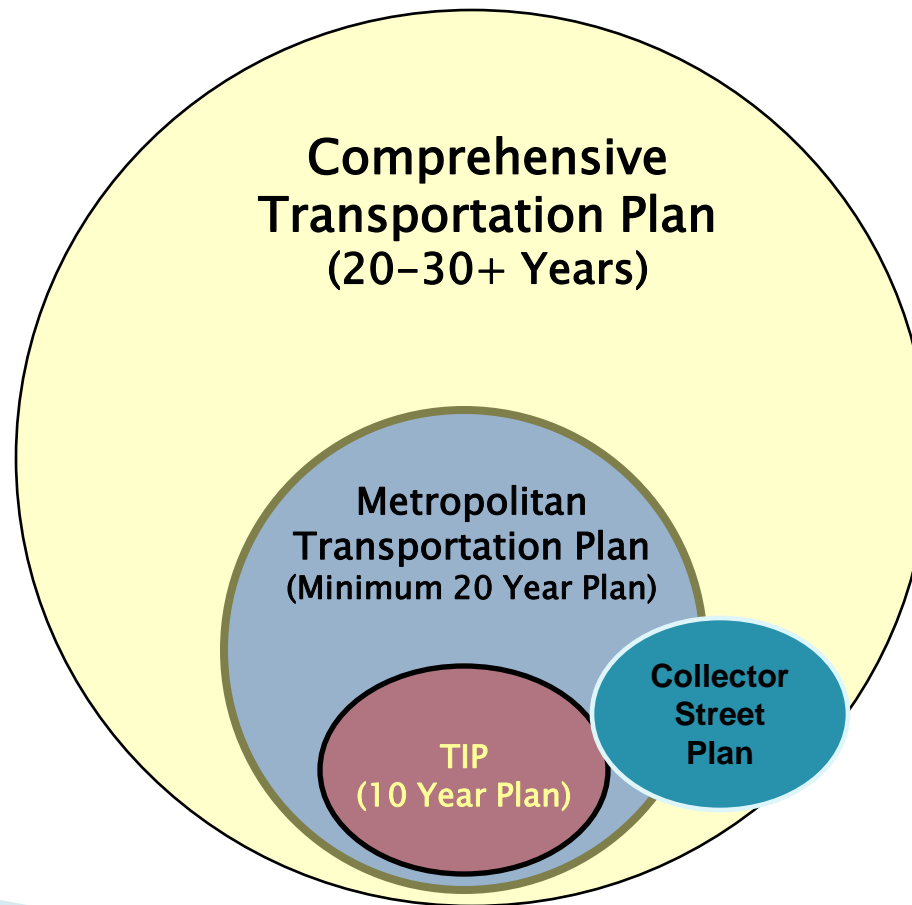 Comprehensive
Transportation Plan
(20-30+ Years)
Metropolitan
Transportation Plan
(Minimum 20 Year Plan)
Collector
Street
Plan
TIP
(10 Year Plan)